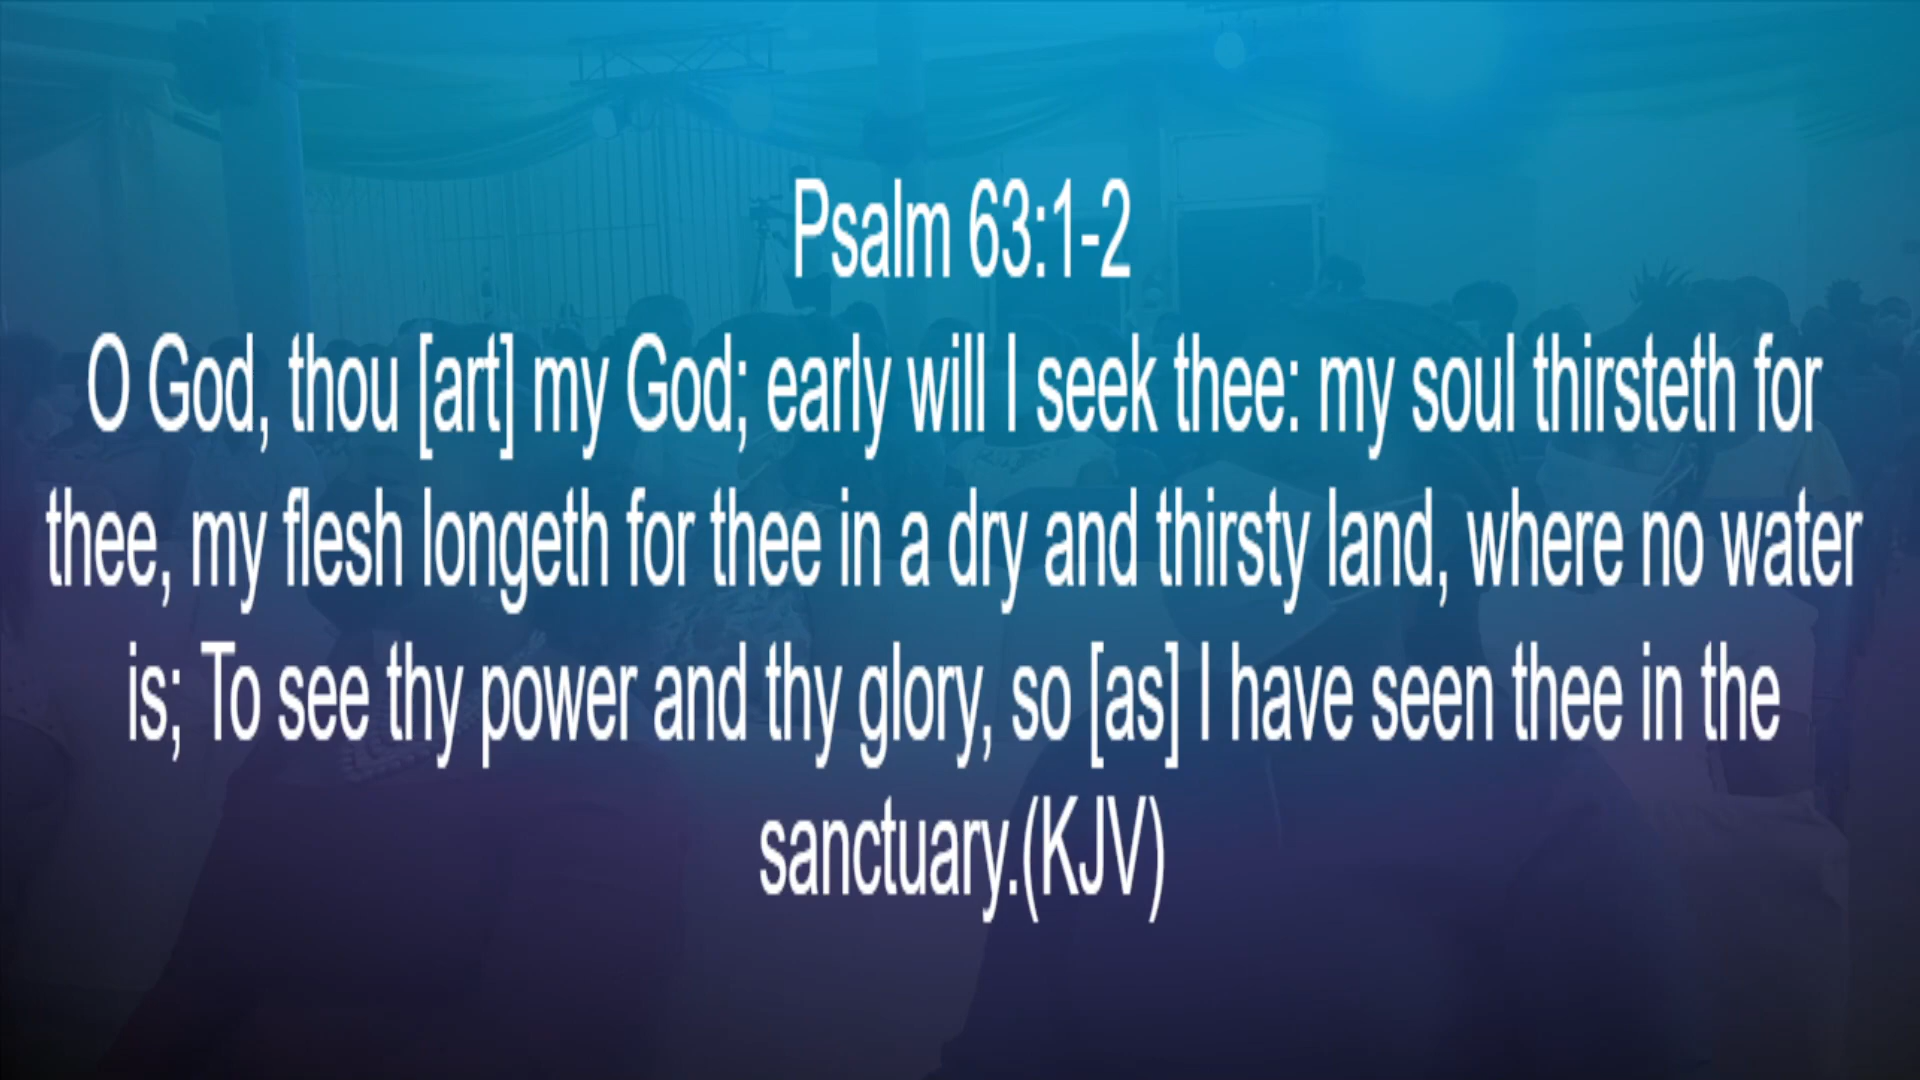 Psalm 63:1-2
O God, thou [art] my God; early will I seek thee: my soul thirsteth for
thee, my flesh longeth for thee in a dry and thirsty land, where no water
is; To see thy power and thy glory, so [as] I have seen thee in the
sanctuary.(KJV)